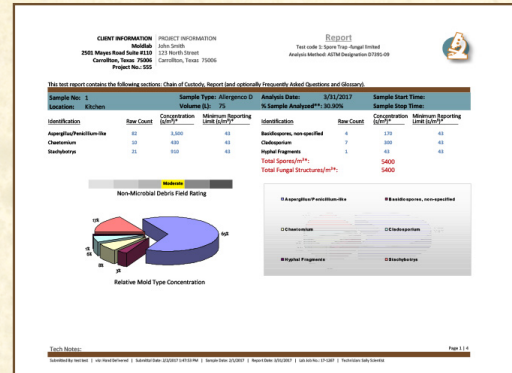 CLIENT INFORMATION
Moldlab
2501 Mayes Road Suite #110
Carrollton, Texas 75006
Project No.: 555
PROJECT INFORMATION
John Smith
123 North Street
Carrollton, Texas 75006
Report
Test code 1: Spore Trap -fungal limited
Analysis Method: ASTM Designation D7391-09
This test report contains the following sections: Chain of Custody, Report (and optionally Frequently Asked Questions and Glossary).
Sample No: 1 Sample Type: Allergenco D Analysis Date: 3/31/2017 Sample Start Time:
Location: Kitchen Volume (L): 75 % Sample Analyzed**: 30.90% Sample Stop Time:
Identification Raw Count Concentration (s/m³)* Minimum Reporting Limit (s/m³)*
Aspergillus/Penicillium-like 82 3,500 43
Chaetomium 10 430 43
Stachybotrys 21 910 43
Identification Raw Count Concentration (s/m³)* Minimum Reporting Limit (s/m³)*
Basidiospores, non-specified 4 170 43
Cladosporium 7 300 43
Hyphal Fragments 1 43 43
Total Spores/m³*: 5400
Total Fungal Structures/m³*: 5400
Moderate
Non-Microbial Debris Field Rating
17%
65%
3%
Relative Mold Type Concentration
Aspergillus/Penicillium-like Basidiospores, non-specified
Chaetomium Cladosporium
Hyphal Fragments Stachybotrys
Tech Notes:
Page 1 | 4